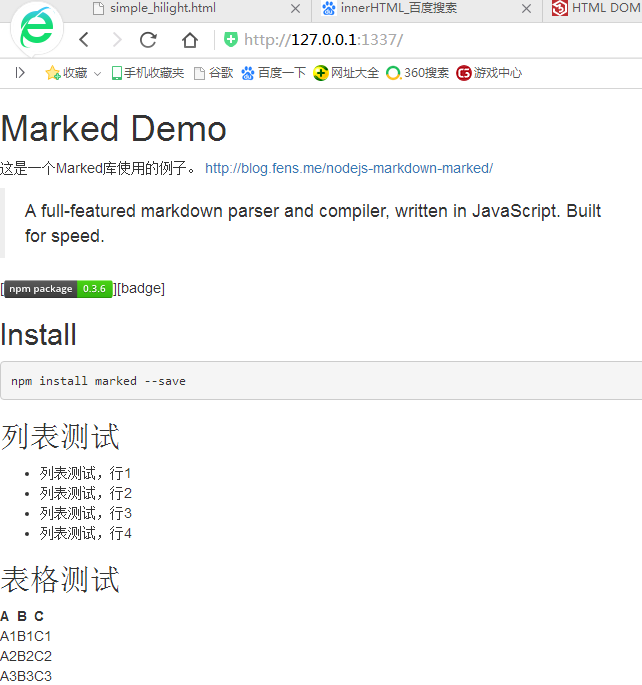 simple_hilight.html
innerHTML_百度搜索
HTML DOM
http://127.0.0.1:1337/
收藏 手机收藏夹 谷歌 百度一下 网址大全 360搜索 游戏中心
Marked Demo
这是一个Marked库使用的例子。 http://blog.fens.me/nodejs-markdown-marked/
A full-featured markdown parser and compiler, written in JavaScript. Built
for speed.
[npm package 0.3.6][badge]
Install
npm install marked --save
列表测试
• 列表测试，行1
• 列表测试，行2
• 列表测试，行3
• 列表测试，行4
表格测试
A B C
A1B1C1
A2B2C2
A3B3C3